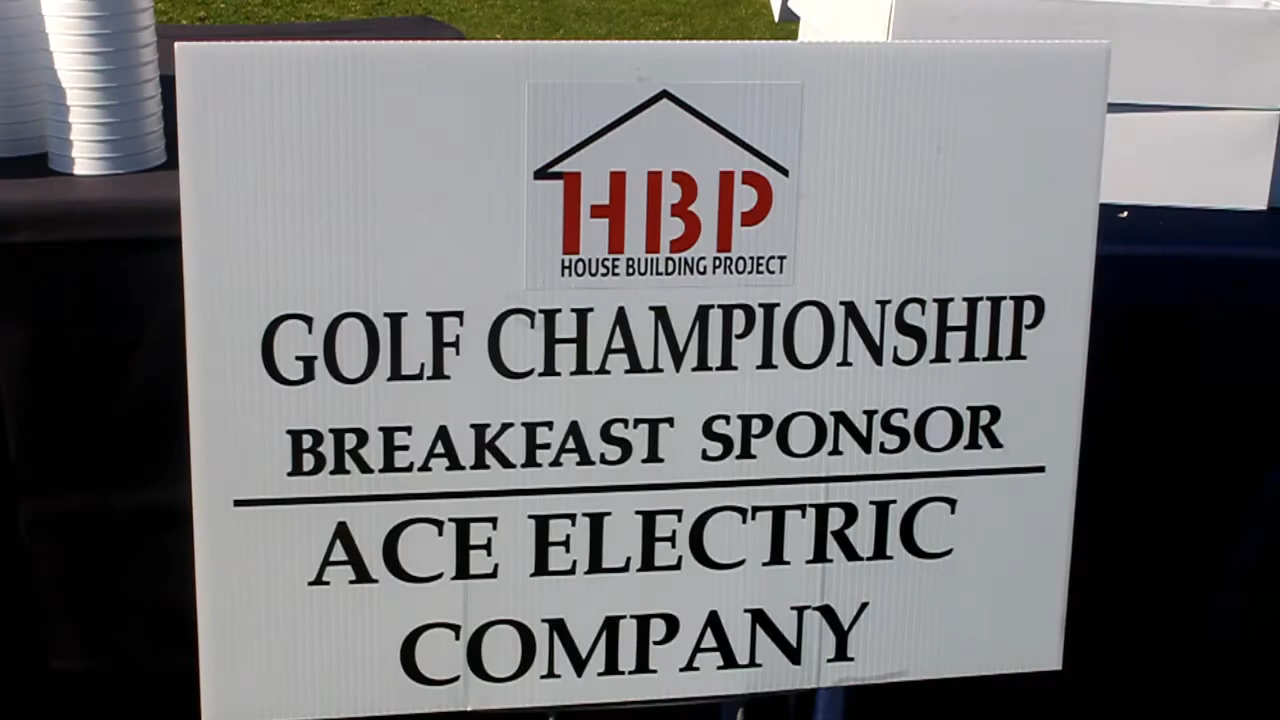 HBP
HOUSE BUILDING PROJECT
GOLF CHAMPIONSHIP
BREAKFAST SPONSOR
ACE ELECTRIC
COMPANY